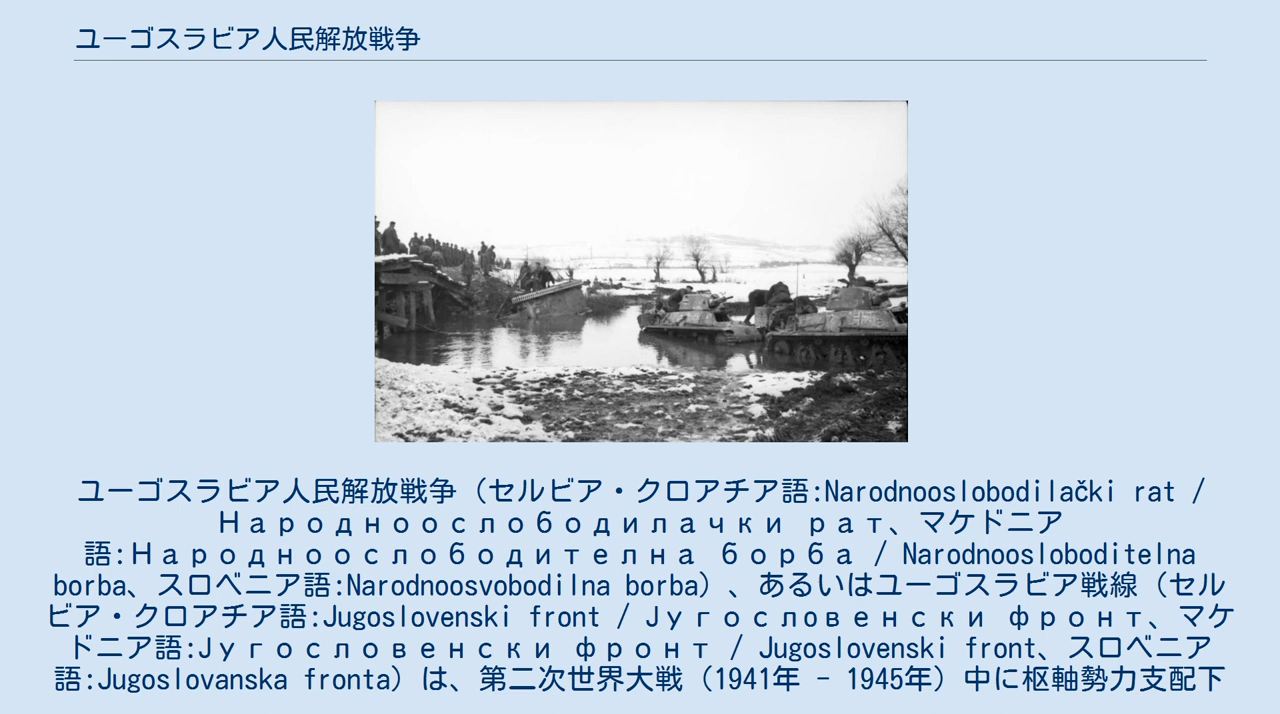 ユーゴスラビア人民解放戦争
ユーゴスラビア人民解放戦争（セルビア・クロアチア語:Narodnooslobodilački rat /
Народноослободилачки рат、マケドニア
語:Народноослободителна борба / Narodnoosloboditelna
borba、スロベニア語:Narodnoosvobodilna borba）、あるいはユーゴスラビア戦線（セル
ビア・クロアチア語:Jugoslovenski front / Југословенски фронт、マケ
ドニア語:Југословенски фронт / Jugoslovenski front、スロベニア
語:Jugoslovanska fronta）は、第二次世界大戦（1941年 - 1945年）中に枢軸勢力支配下